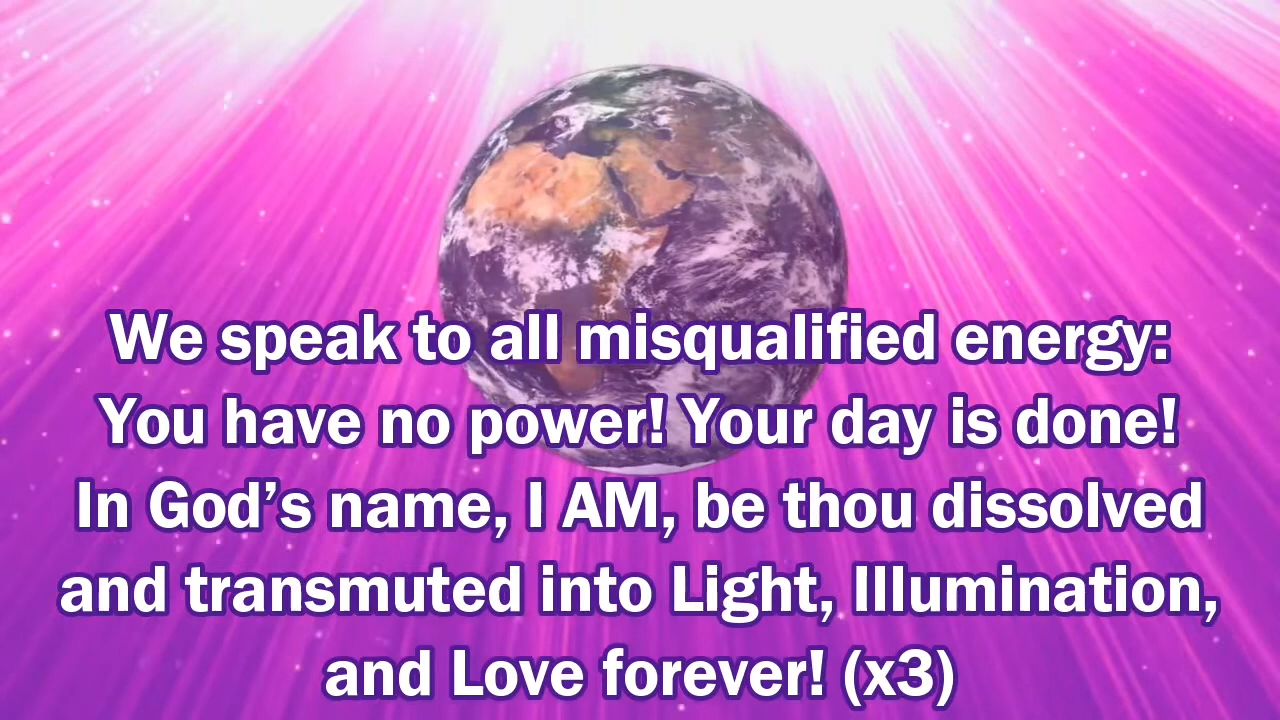 We speak to all misqualified energy:
You have no power! Your day is done!
In God’s name, I AM, be thou dissolved
and transmuted into Light, Illumination,
and Love forever! (x3)